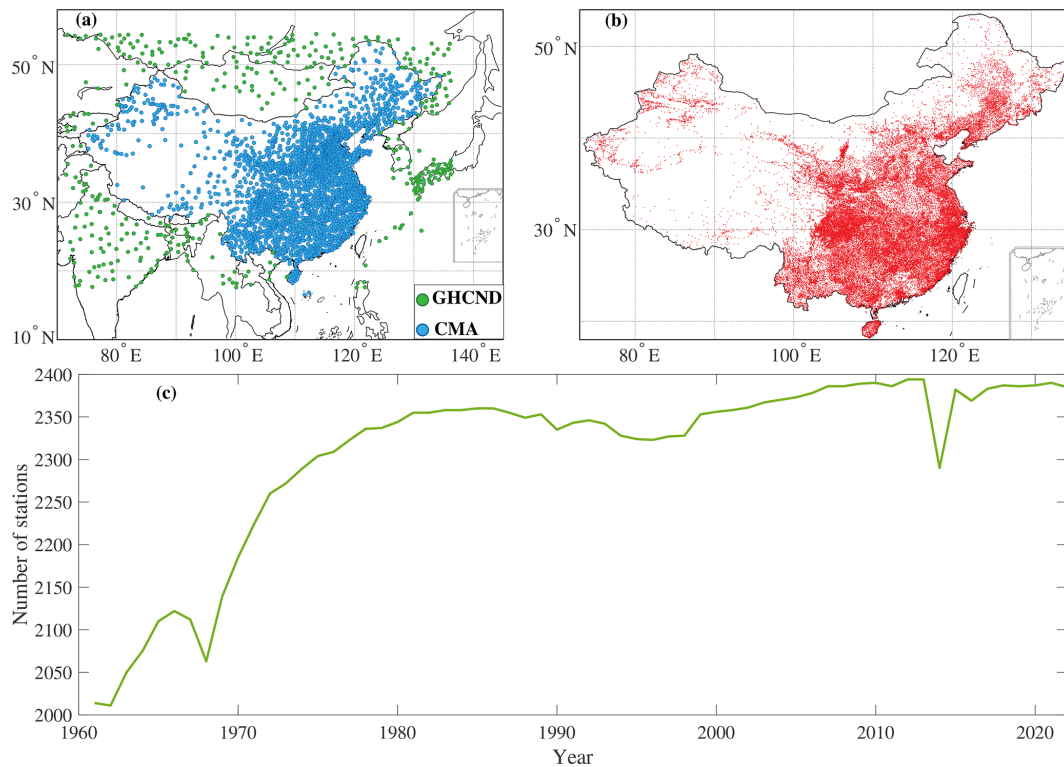 (a)
50° N
30° N
10° N
80° E
100° E
120° E
140° E
GHCND
CMA
(b)
50° N
30° N
80° E
100° E
120° E
(c)
2400
2350
2300
2250
2200
2150
2100
2050
2000
Number of stations
1960
1970
1980
1990
2000
2010
2020
Year